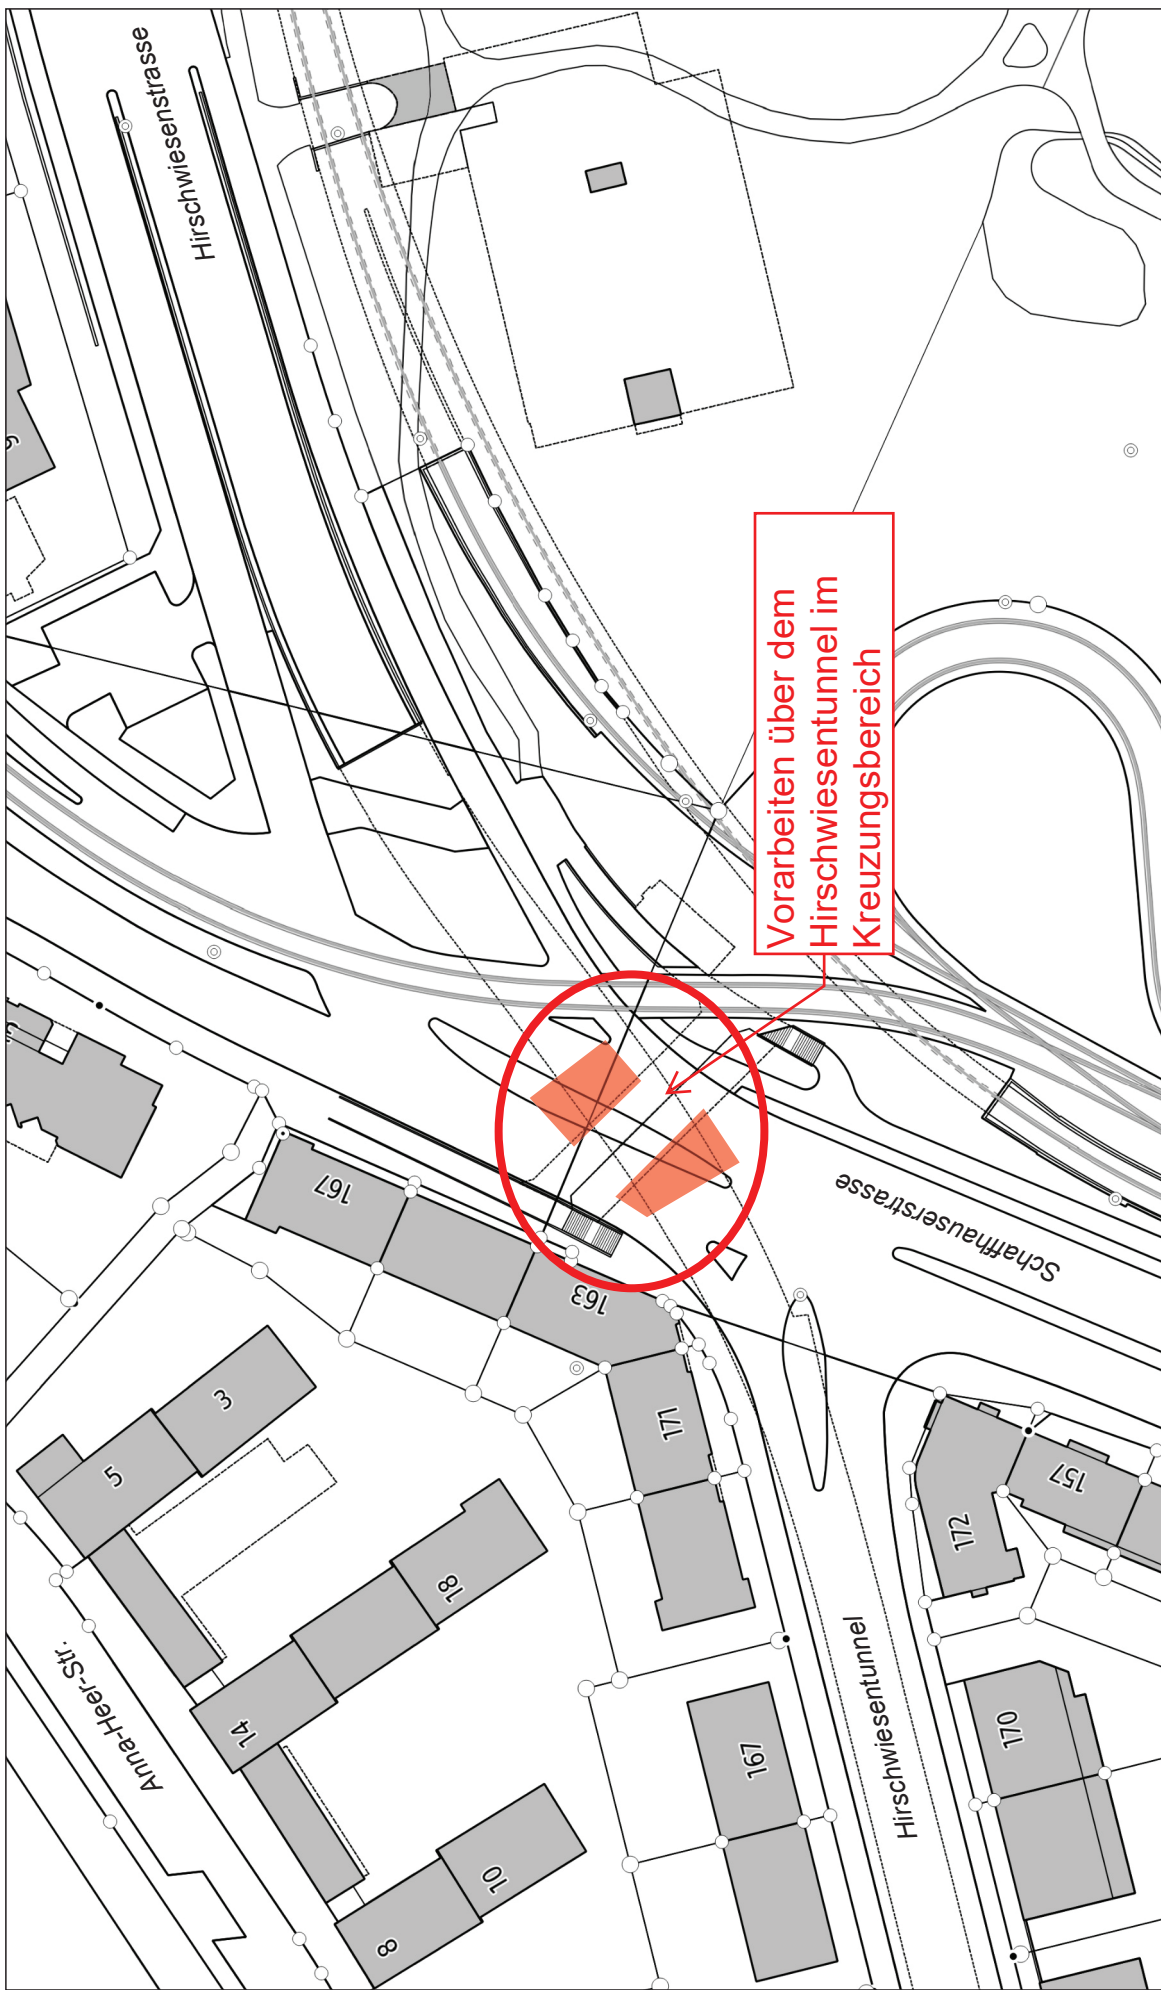 Hirschwiesenstrasse
Vorarbeiten über dem
Hirschwiesentunnel im
Kreuzungsbereich
Schaffhauserstrasse
Hirschwiesentunnel
Anna-Heer-Str.
167
163
171
3
5
18
14
10
8
167
172
157
170